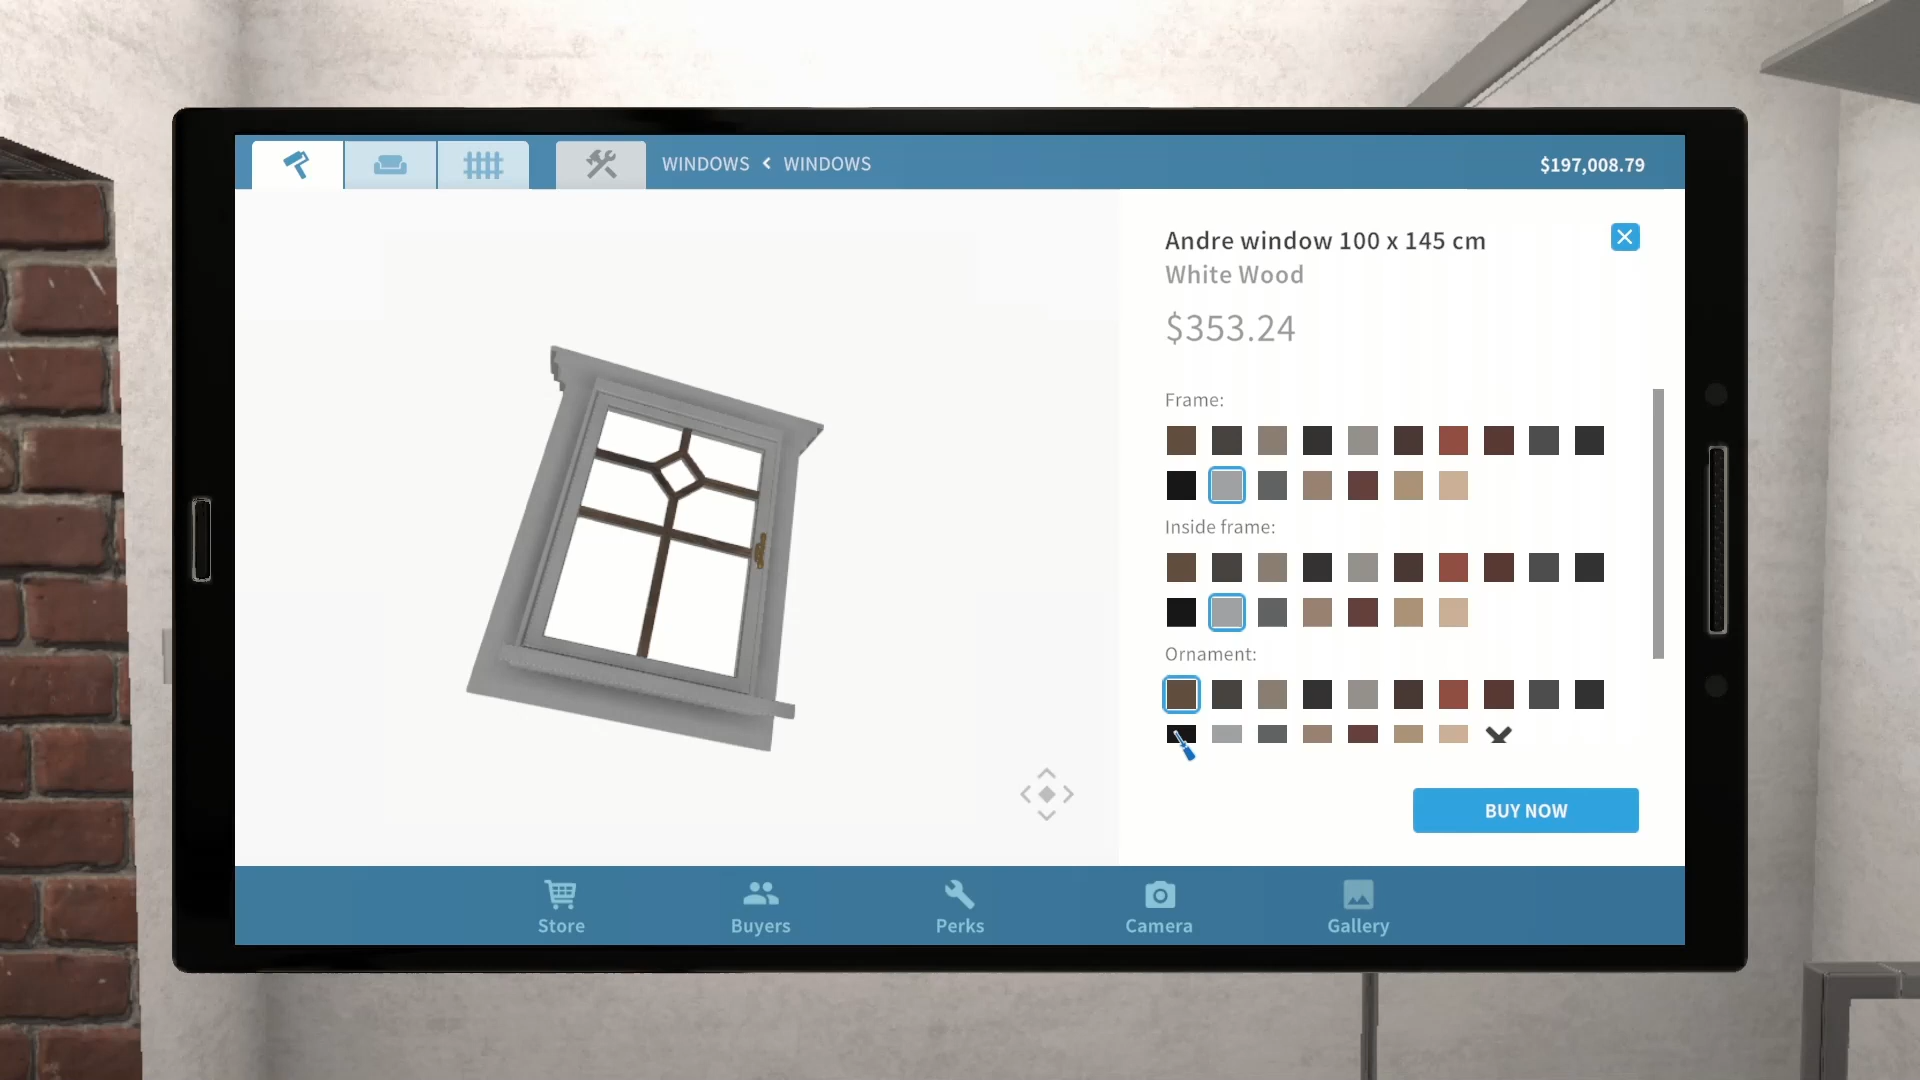 WINDOWS < WINDOWS
$197,008.79
Andre window 100 x 145 cm
White Wood
$353.24
Frame:
Inside frame:
Ornament:
BUY NOW
Store
Buyers
Perks
Camera
Gallery